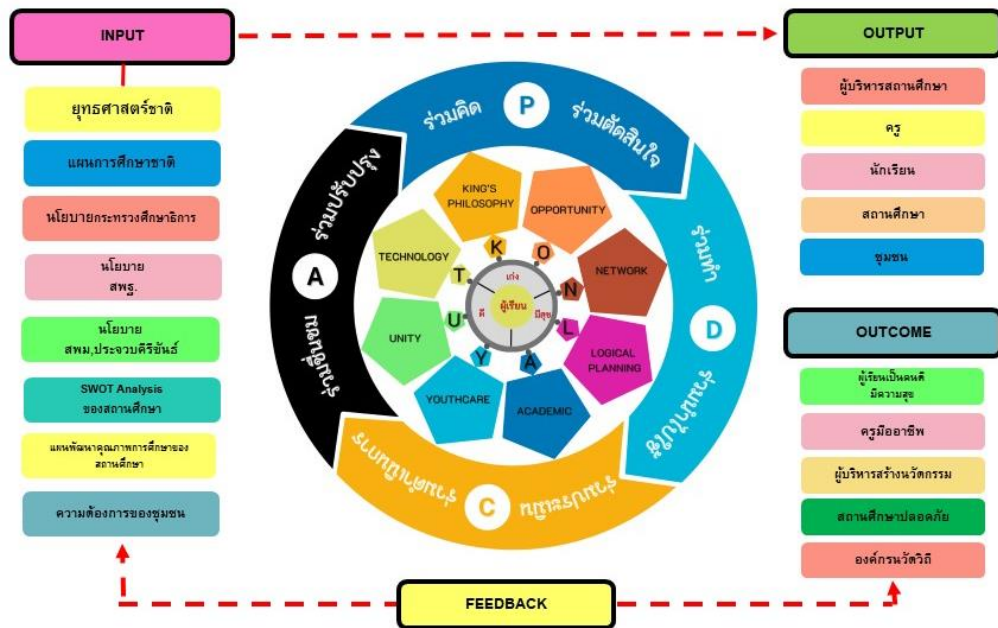 INPUT
ยุทธศาสตร์ชาติ
แผนการศึกษาชาติ
นโยบายกระทรวงศึกษาธิการ
นโยบาย
สพฐ.
นโยบาย
สพม,ประจวบคีรีขันธ์
SWOT Analysis
ของสถานศึกษา
แผนพัฒนาคุณภาพการศึกษาของ
สถานศึกษา
ความต้องการของชุมชน
P
ร่วมคิด
ร่วมตัดสินใจ
D
ร่วมทำ
ร่วมนำไปใช้
C
ร่วมประเมิน
ร่วมดำเนินการ
A
ร่วมชื่นชม
ร่วมปรับปรุง
KING'S
PHILOSOPHY
OPPORTUNITY
NETWORK
LOGICAL
PLANNING
ACADEMIC
YOUTHCARE
UNITY
TECHNOLOGY
K
O
N
L
A
Y
U
T
เก่ง
ดี
ผู้เรียน
มีสุข
OUTPUT
ผู้บริหารสถานศึกษา
ครู
นักเรียน
สถานศึกษา
ชุมชน
OUTCOME
ผู้เรียนเป็นคนดี
มีความสุข
ครูมืออาชีพ
ผู้บริหารสร้างนวัตกรรม
สถานศึกษาปลอดภัย
องค์กรนวัตวิถี
FEEDBACK